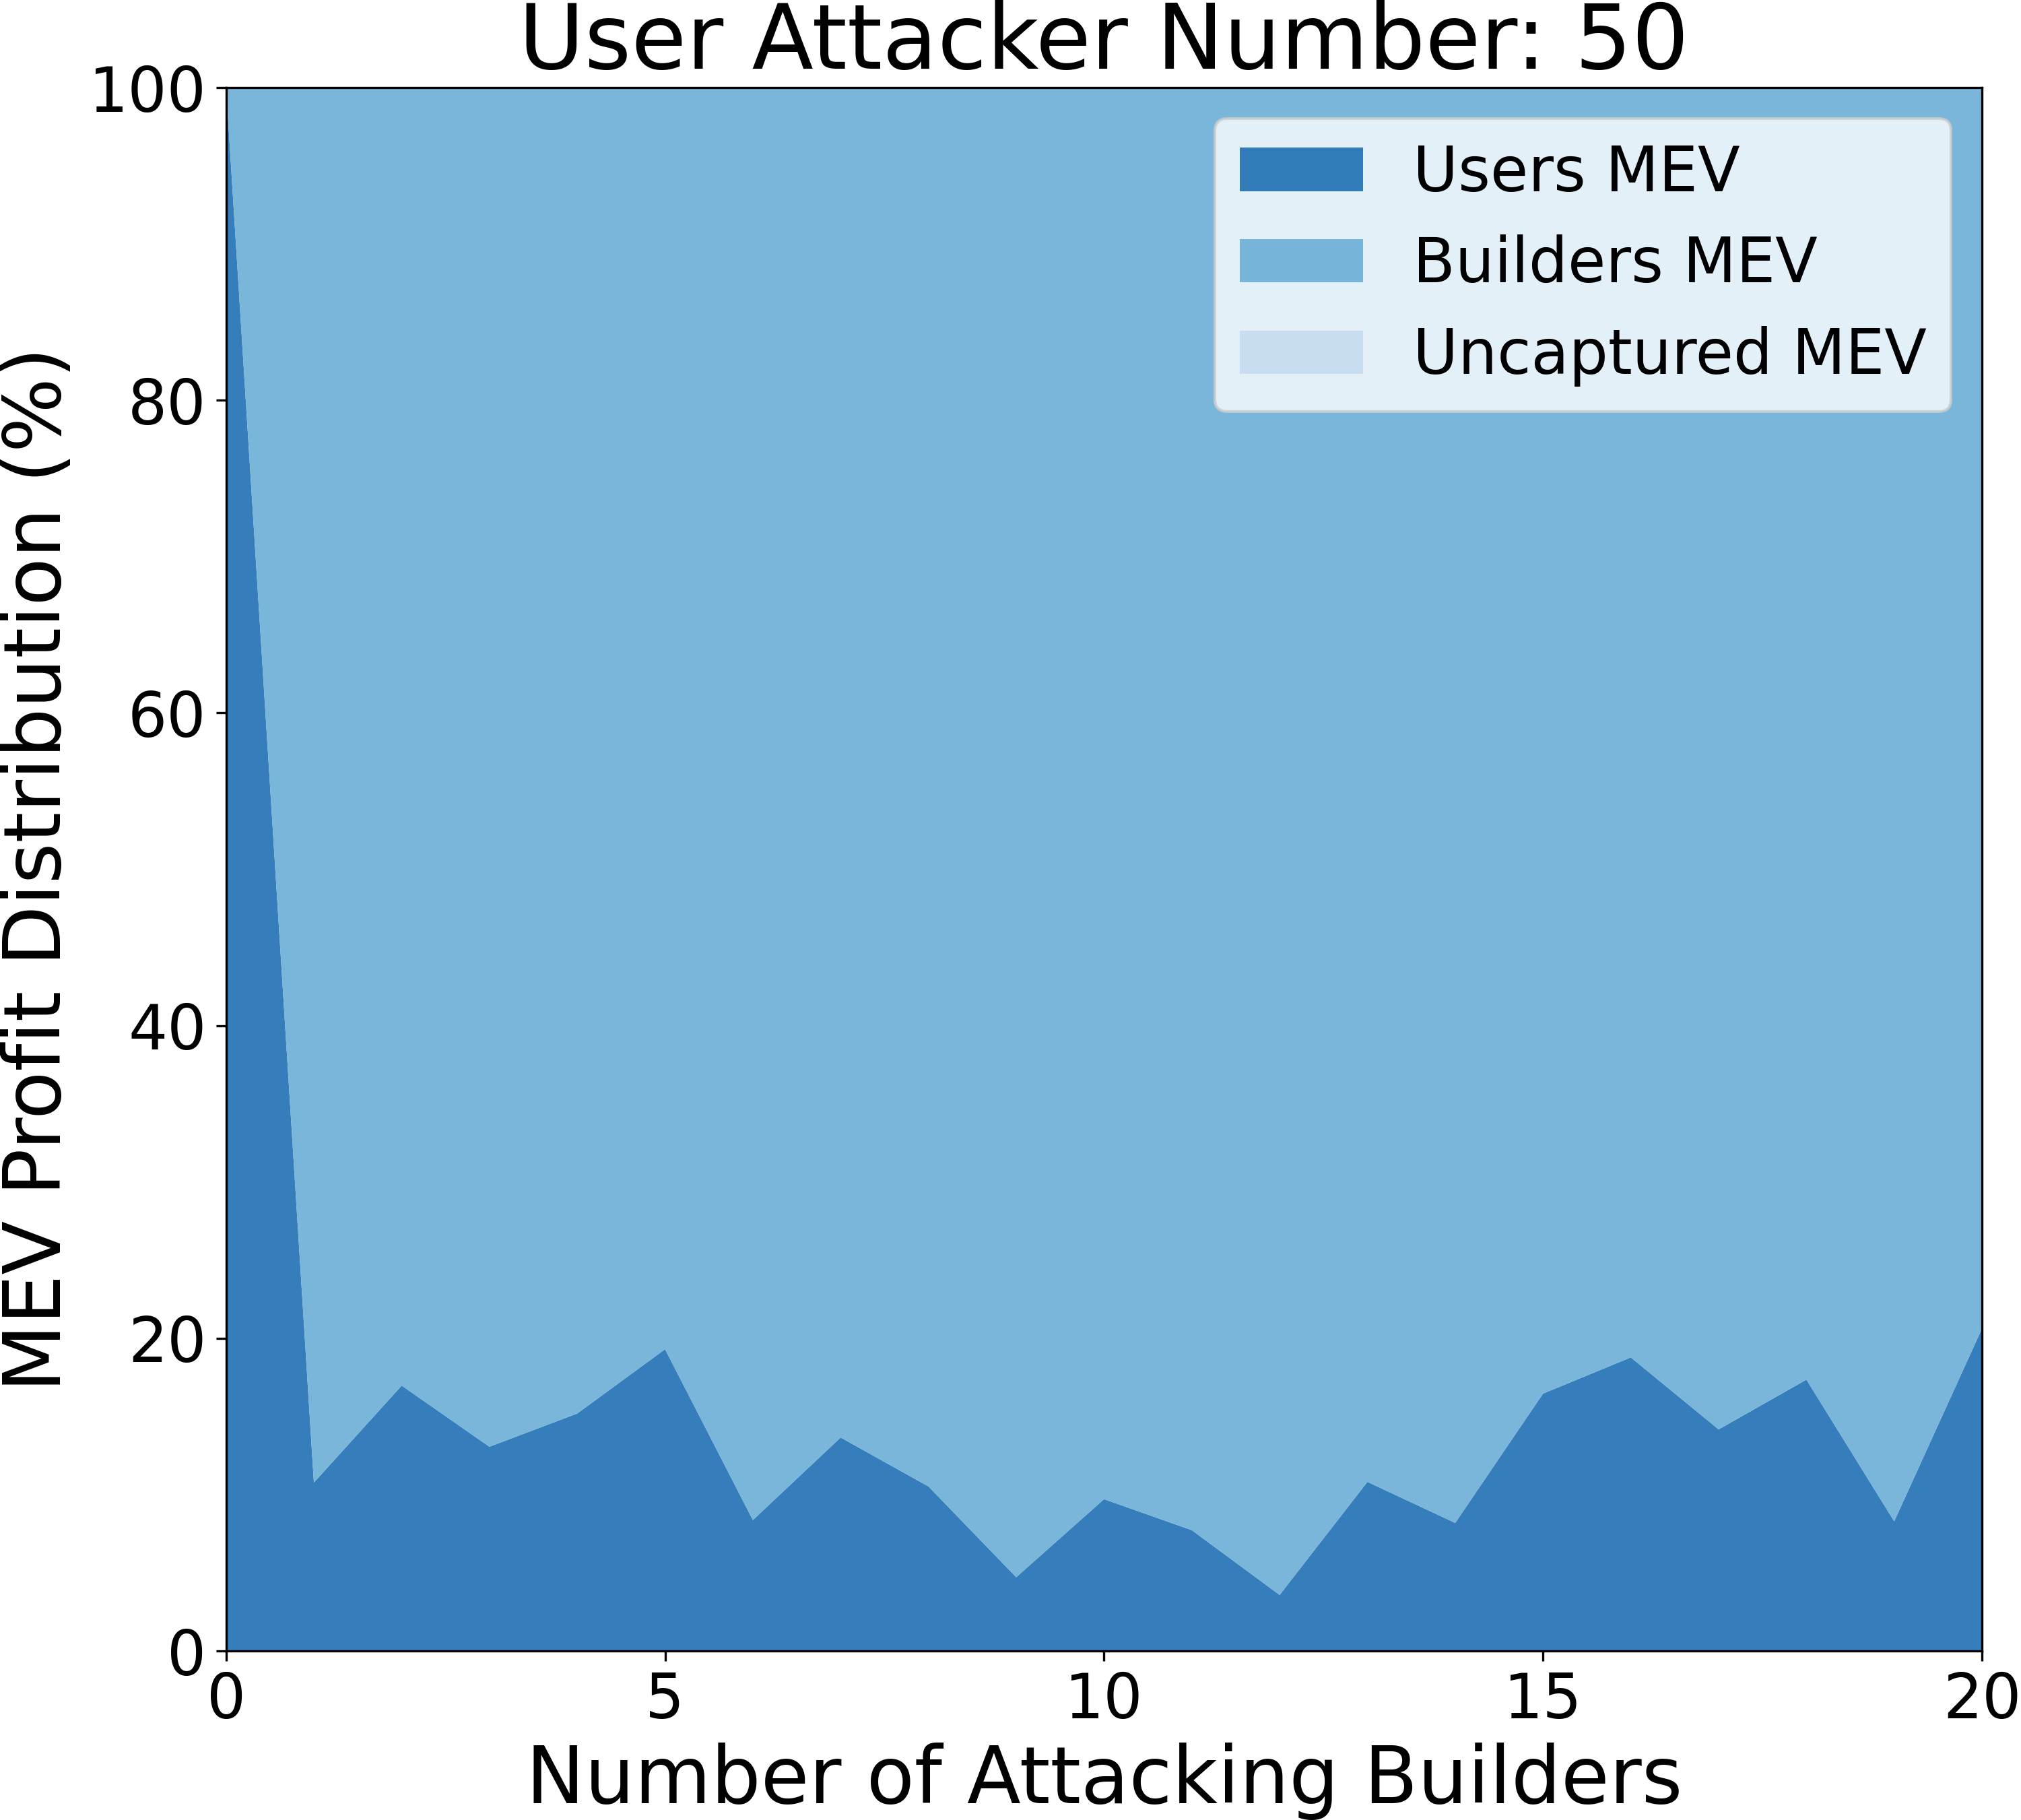 User Attacker Number: 50
MEV Profit Distribution (%)
100
80
60
40
20
0
Users MEV
Builders MEV
Uncaptured MEV
0 5 10 15 20
Number of Attacking Builders